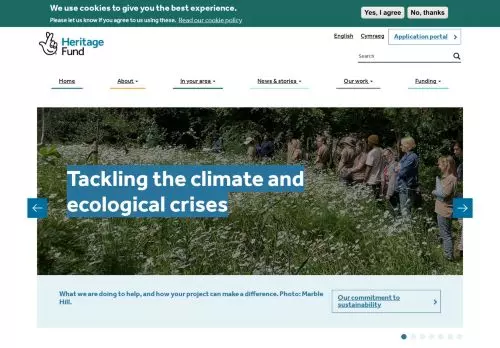 We use cookies to give you the best experience.
Please let us know if you agree to us using these. Read our cookie policy
Yes, I agree
No, thanks
Heritage
Fund
English
Cymraeg
Application portal
Search
Home
About
In your area
News & stories
Our work
Funding
Tackling the climate and
ecological crises
What we are doing to help, and how your project can make a difference. Photo: Marble
Hill.
Our commitment to
sustainability